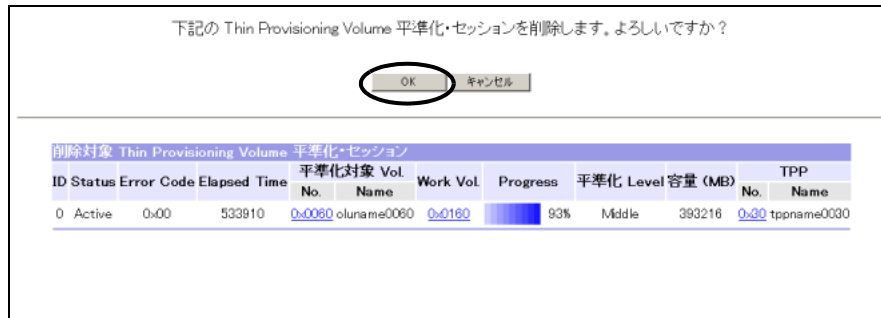 下記の Thin Provisioning Volume 平準化・セッションを削除します。よろしいですか？
OK キャンセル
削除対象 Thin Provisioning Volume 平準化・セッション
ID Status Error Code Elapsed Time 平準化対象 Vol. Work Vol. Progress 平準化 Level 容量 (MB) TPP
No. Name No. Name
0 Active 0x00 533910 0x0060 oluname0060 0x0160 93% Middle 393216 0x30 tppname0030